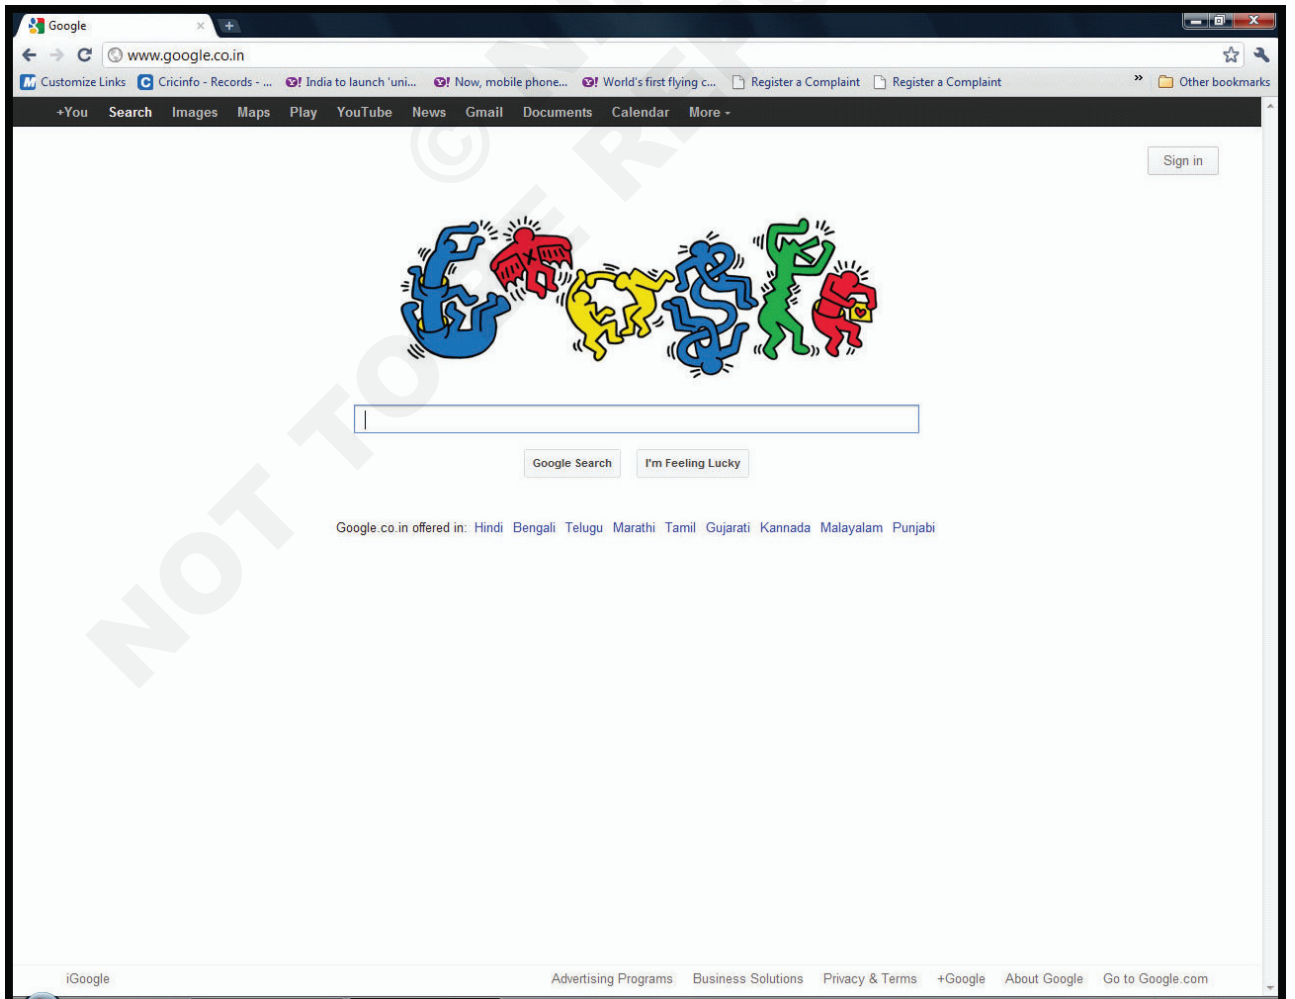 Google
www.google.co.in
Customize Links Cricinfo - Records - ... India to launch 'uni... Now, mobile phone... World's first flying c... Register a Complaint Register a Complaint » Other bookmarks
+You Search Images Maps Play YouTube News Gmail Documents Calendar More
Sign in
Google Search I'm Feeling Lucky
Google.co.in offered in: Hindi Bengali Telugu Marathi Tamil Gujarati Kannada Malayalam Punjabi
iGoogle Advertising Programs Business Solutions Privacy & Terms +Google About Google Go to Google.com
NOT TO BE REP
©